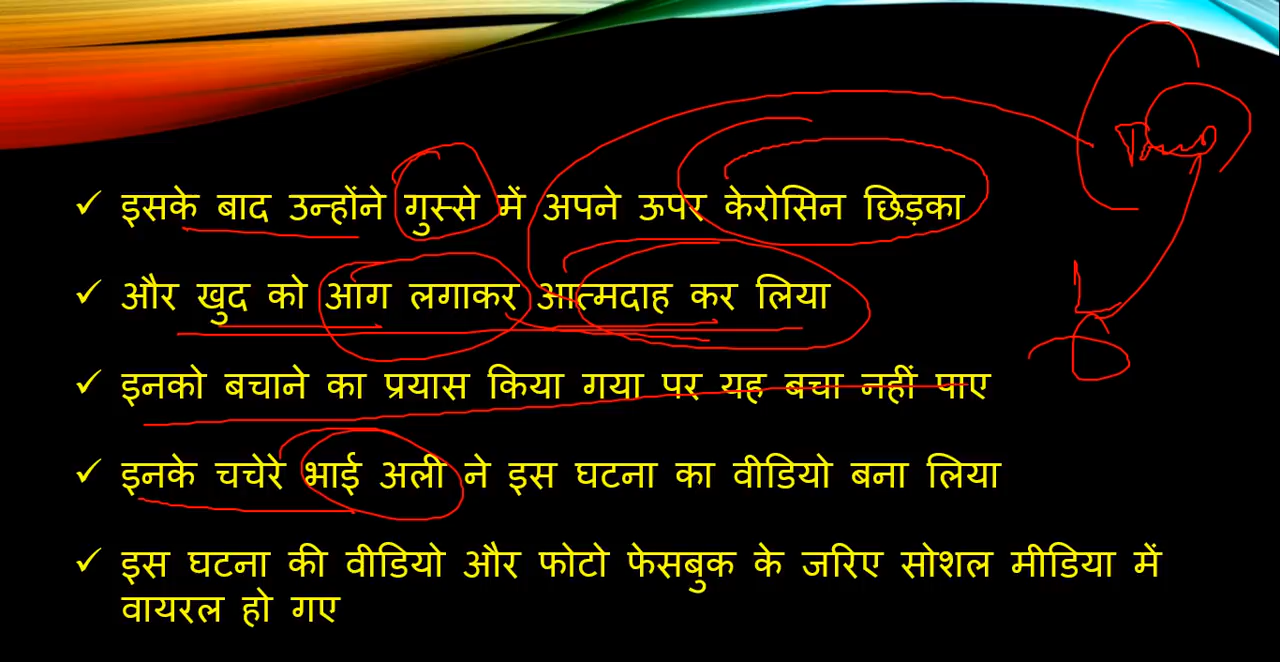 ✓ इसके बाद उन्होंने गुस्से में अपने ऊपर केरोसिन छिड़का
✓ और खुद को आग लगाकर आत्मदाह कर लिया
✓ इनको बचाने का प्रयास किया गया पर यह बचा नहीं पाए
✓ इनके चचेरे भाई अली ने इस घटना का वीडियो बना लिया
✓ इस घटना की वीडियो और फोटो फेसबुक के जरिए सोशल मीडिया में
वायरल हो गए